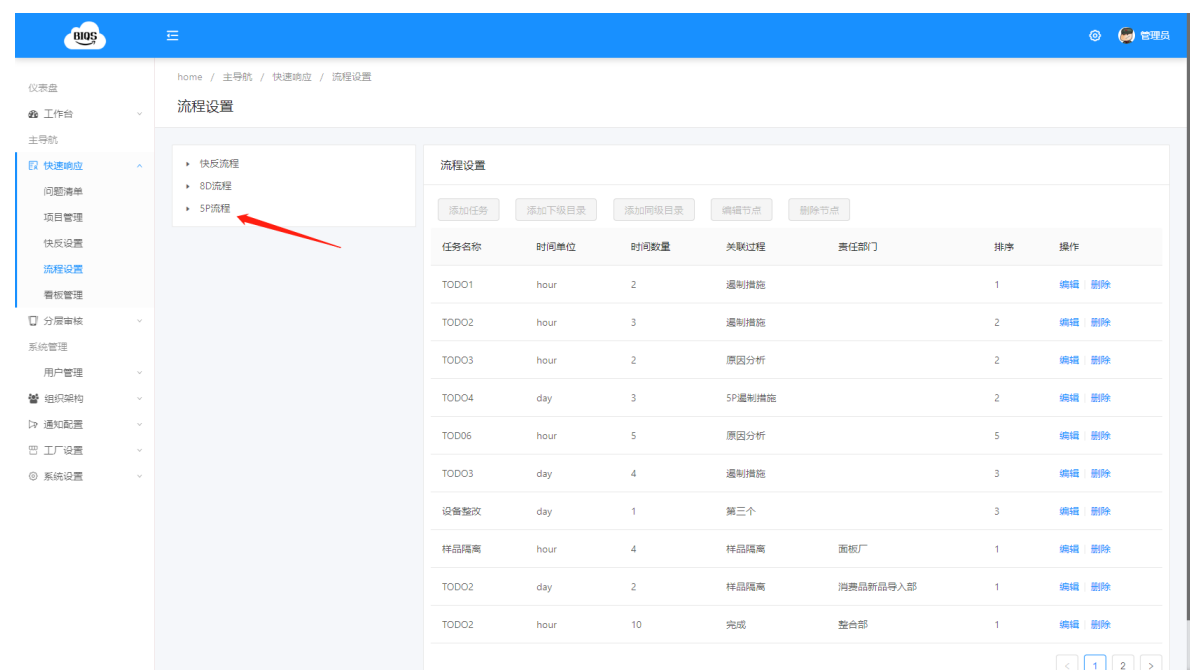 BIQS
管理员
home / 主导航 / 快速响应 / 流程设置
流程设置
仪表盘
工作台
主导航
快速响应
问题清单
项目管理
快反设置
流程设置
看板管理
分层审核
系统管理
用户管理
组织架构
通知配置
工厂设置
系统设置
快反流程
8D流程
5P流程
流程设置
添加任务 添加下级目录 添加同级目录 编辑节点 删除节点
任务名称 时间单位 时间数量 关联过程 责任部门 排序 操作
TODO1 hour 2 遏制措施 1 编辑 删除
TODO2 hour 3 遏制措施 2 编辑 删除
TODO3 hour 2 原因分析 2 编辑 删除
TODO4 day 3 5P遏制措施 2 编辑 删除
TOD06 hour 5 原因分析 5 编辑 删除
TODO3 day 4 遏制措施 3 编辑 删除
设备整改 day 1 第三个 3 编辑 删除
样品隔离 hour 4 样品隔离 面板厂 1 编辑 删除
TODO2 day 2 样品隔离 消费品新品导入部 1 编辑 删除
TODO2 hour 10 完成 整合部 1 编辑 删除
< 1 2 >